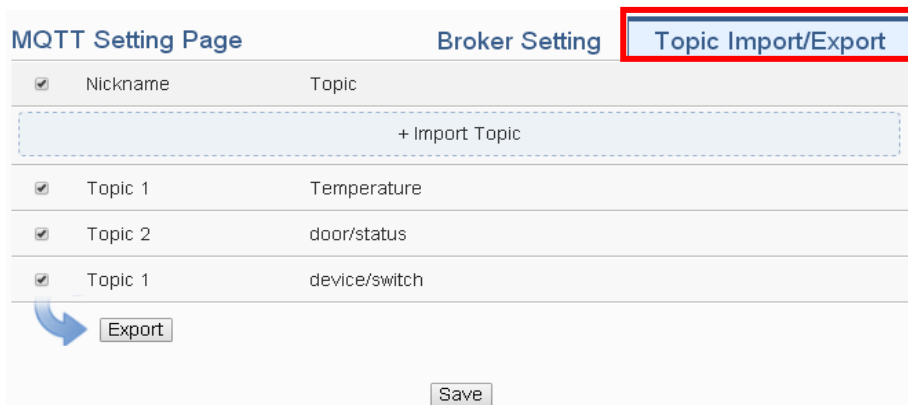 MQTT Setting Page Broker Setting Topic Import/Export
Nickname Topic
+ Import Topic
Topic 1 Temperature
Topic 2 door/status
Topic 1 device/switch
Export
Save